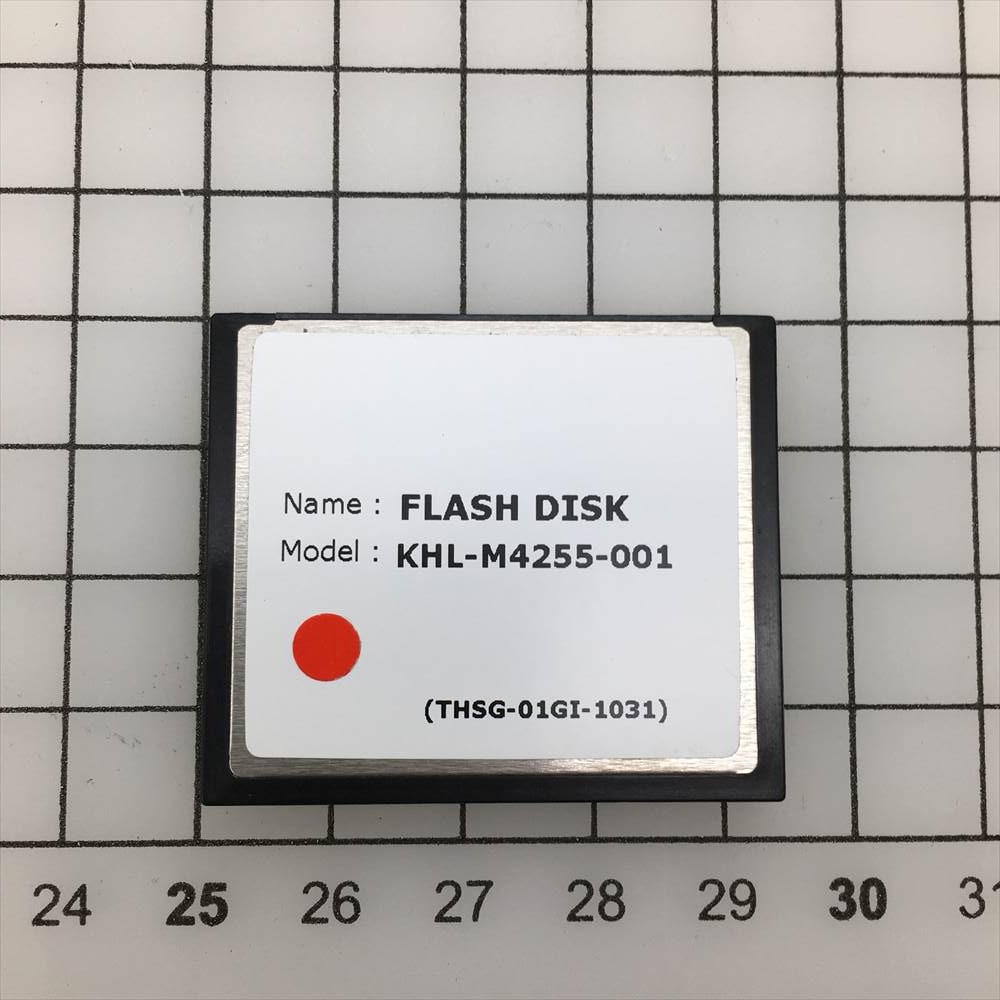 Name : FLASH DISK
Model : KHL-M4255-001
(THSG-01GI-1031)
24 25 26 27 28 29 30 31